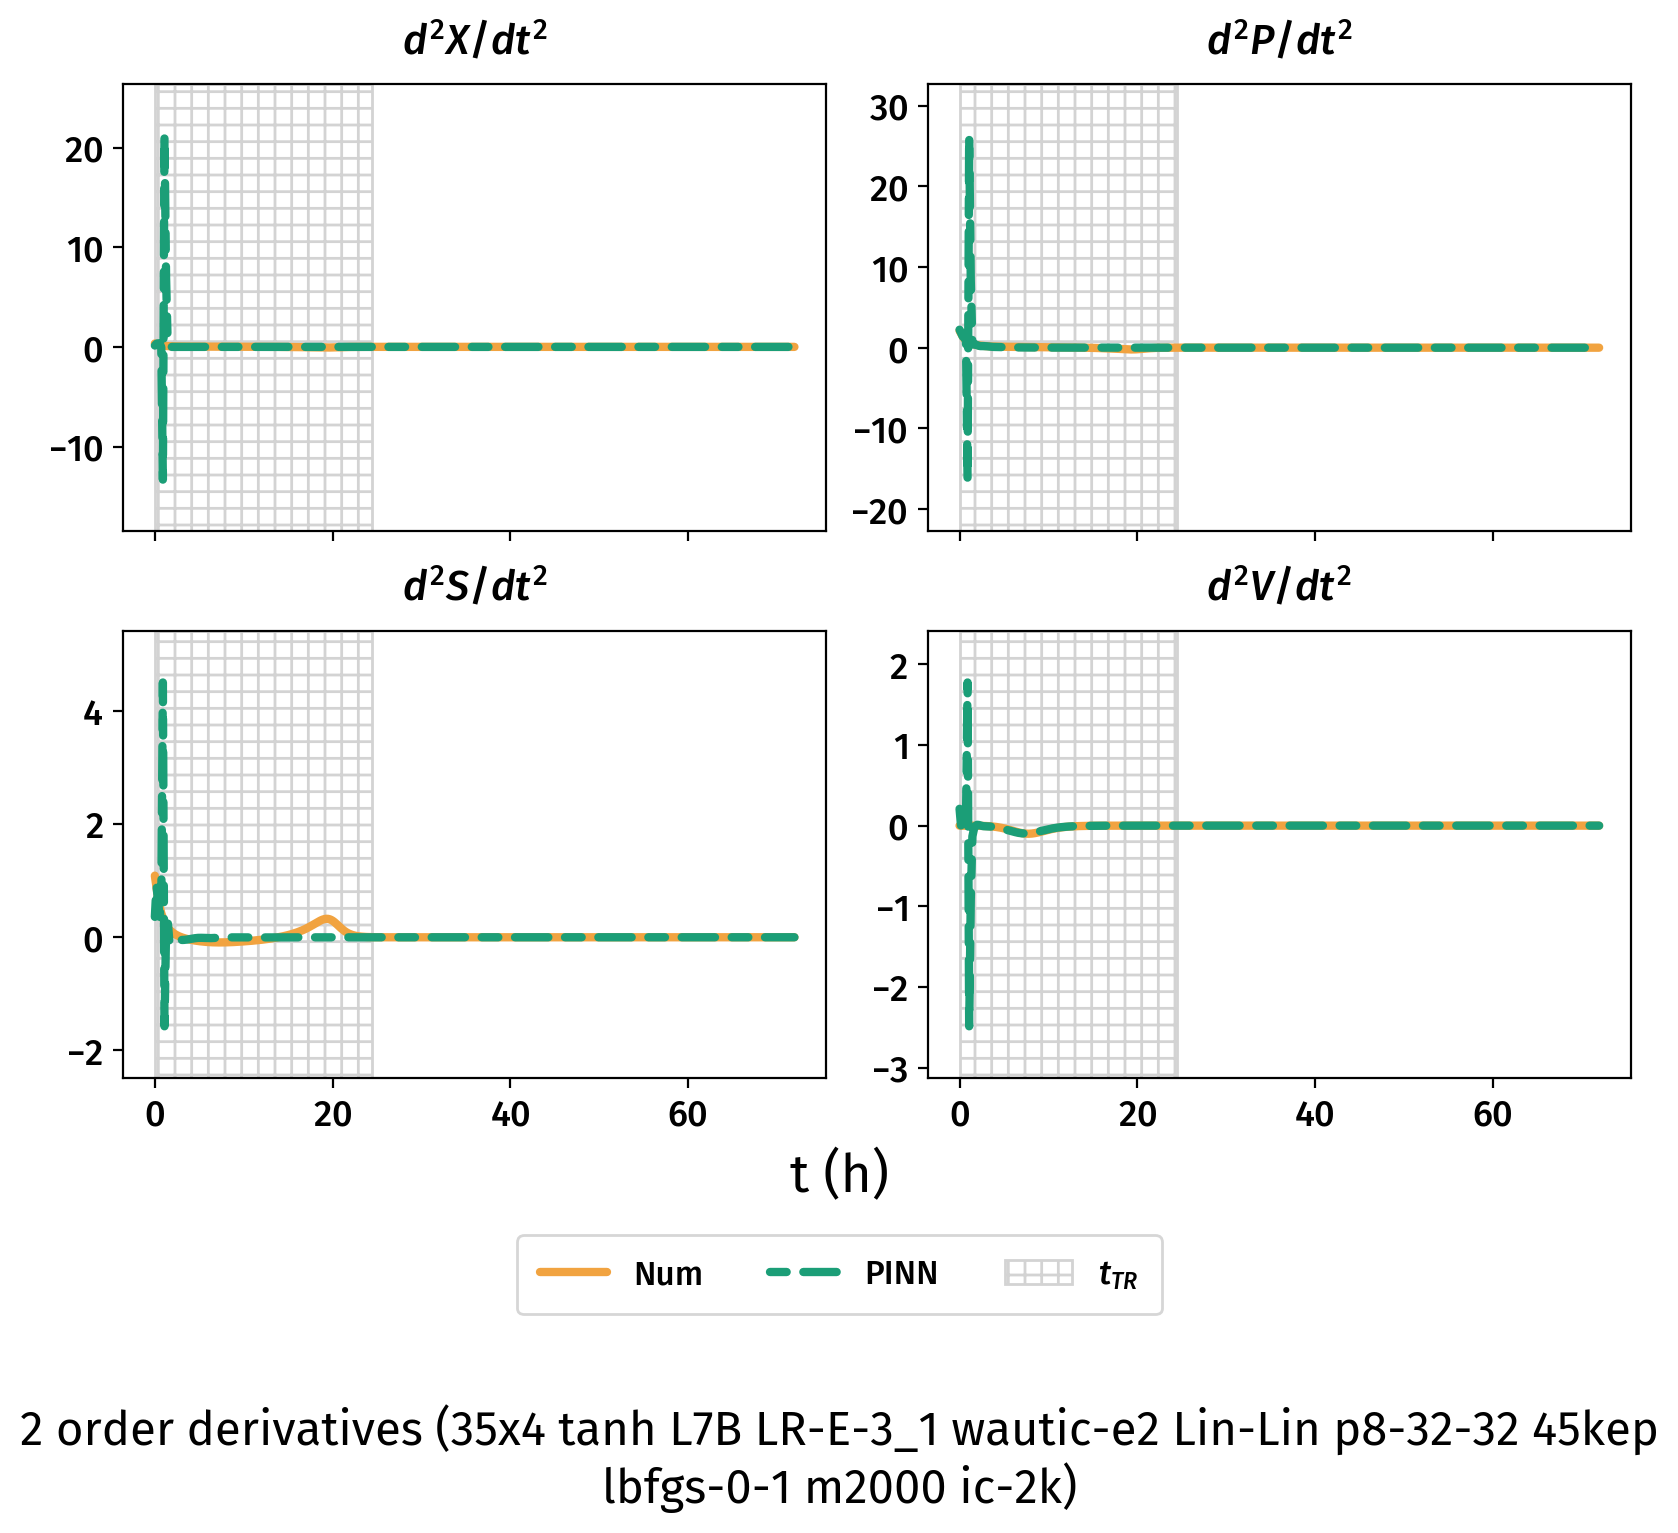 d²X/dt²
d²P/dt²
20
10
0
−10
30
20
10
0
−10
−20
d²S/dt²
d²V/dt²
4
2
0
−2
2
1
0
−1
−2
−3
0 20 40 60
0 20 40 60
t (h)
Num PINN t_TR
2 order derivatives (35x4 tanh L7B LR-E-3_1 wautic-e2 Lin-Lin p8-32-32 45kep
lbfgs-0-1 m2000 ic-2k)